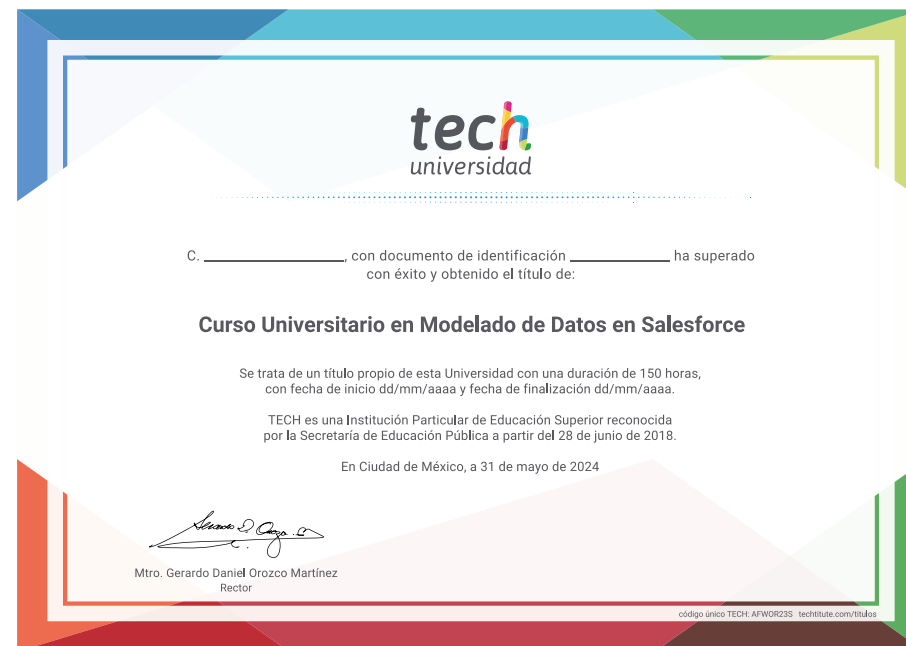 tech
universidad
C. ____________________, con documento de identificación ______________ ha superado
con éxito y obtenido el título de:
Curso Universitario en Modelado de Datos en Salesforce
Se trata de un título propio de esta Universidad con una duración de 150 horas,
con fecha de inicio dd/mm/aaaa y fecha de finalización dd/mm/aaaa.
TECH es una Institución Particular de Educación Superior reconocida
por la Secretaría de Educación Pública a partir del 28 de junio de 2018.
En Ciudad de México, a 31 de mayo de 2024
Mtro. Gerardo Daniel Orozco Martínez
Rector
código único TECH: AFWOR23S techtitute.com/titulos